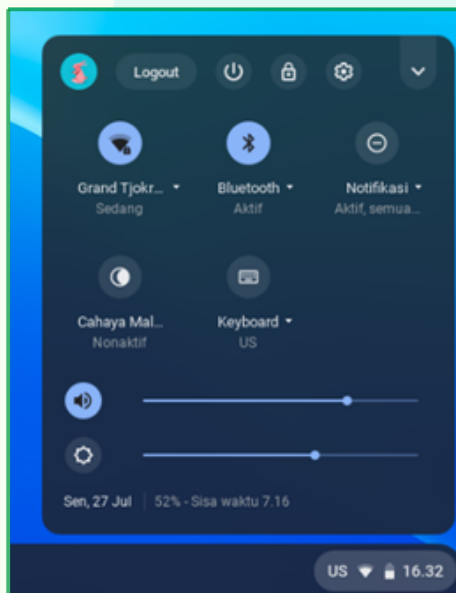 Logout
Grand Tjokr... Bluetooth Notifikasi
Sedang Aktif Aktif, semua...
Cahaya Mal... Keyboard
Nonaktif US
Sen, 27 Jul 52% - Sisa waktu 7.16
US 16.32